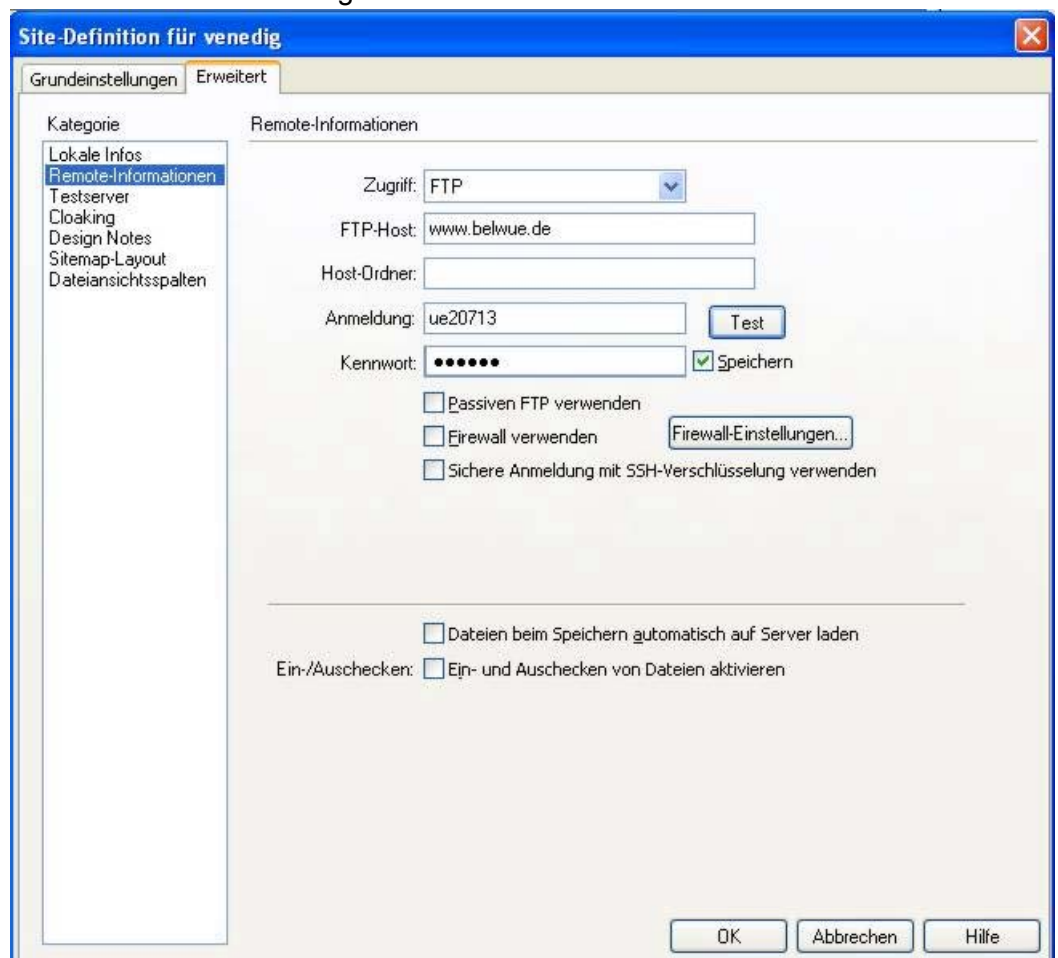 Site-Definition für venedig
Grundeinstellungen Erweitert
Kategorie
Remote-Informationen
Lokale Infos
Remote-Informationen
Testserver
Cloaking
Design Notes
Sitemap-Layout
Dateiansichtsspalten
Zugriff: FTP
FTP-Host: www.belwue.de
Host-Ordner:
Anmeldung: ue20713 Test
Kennwort: •••••• Speichern
Passiven FTP verwenden
Firewall verwenden Firewall-Einstellungen...
Sichere Anmeldung mit SSH-Verschlüsselung verwenden
Dateien beim Speichern automatisch auf Server laden
Ein-/Auschecken: Ein- und Auschecken von Dateien aktivieren
OK Abbrechen Hilfe